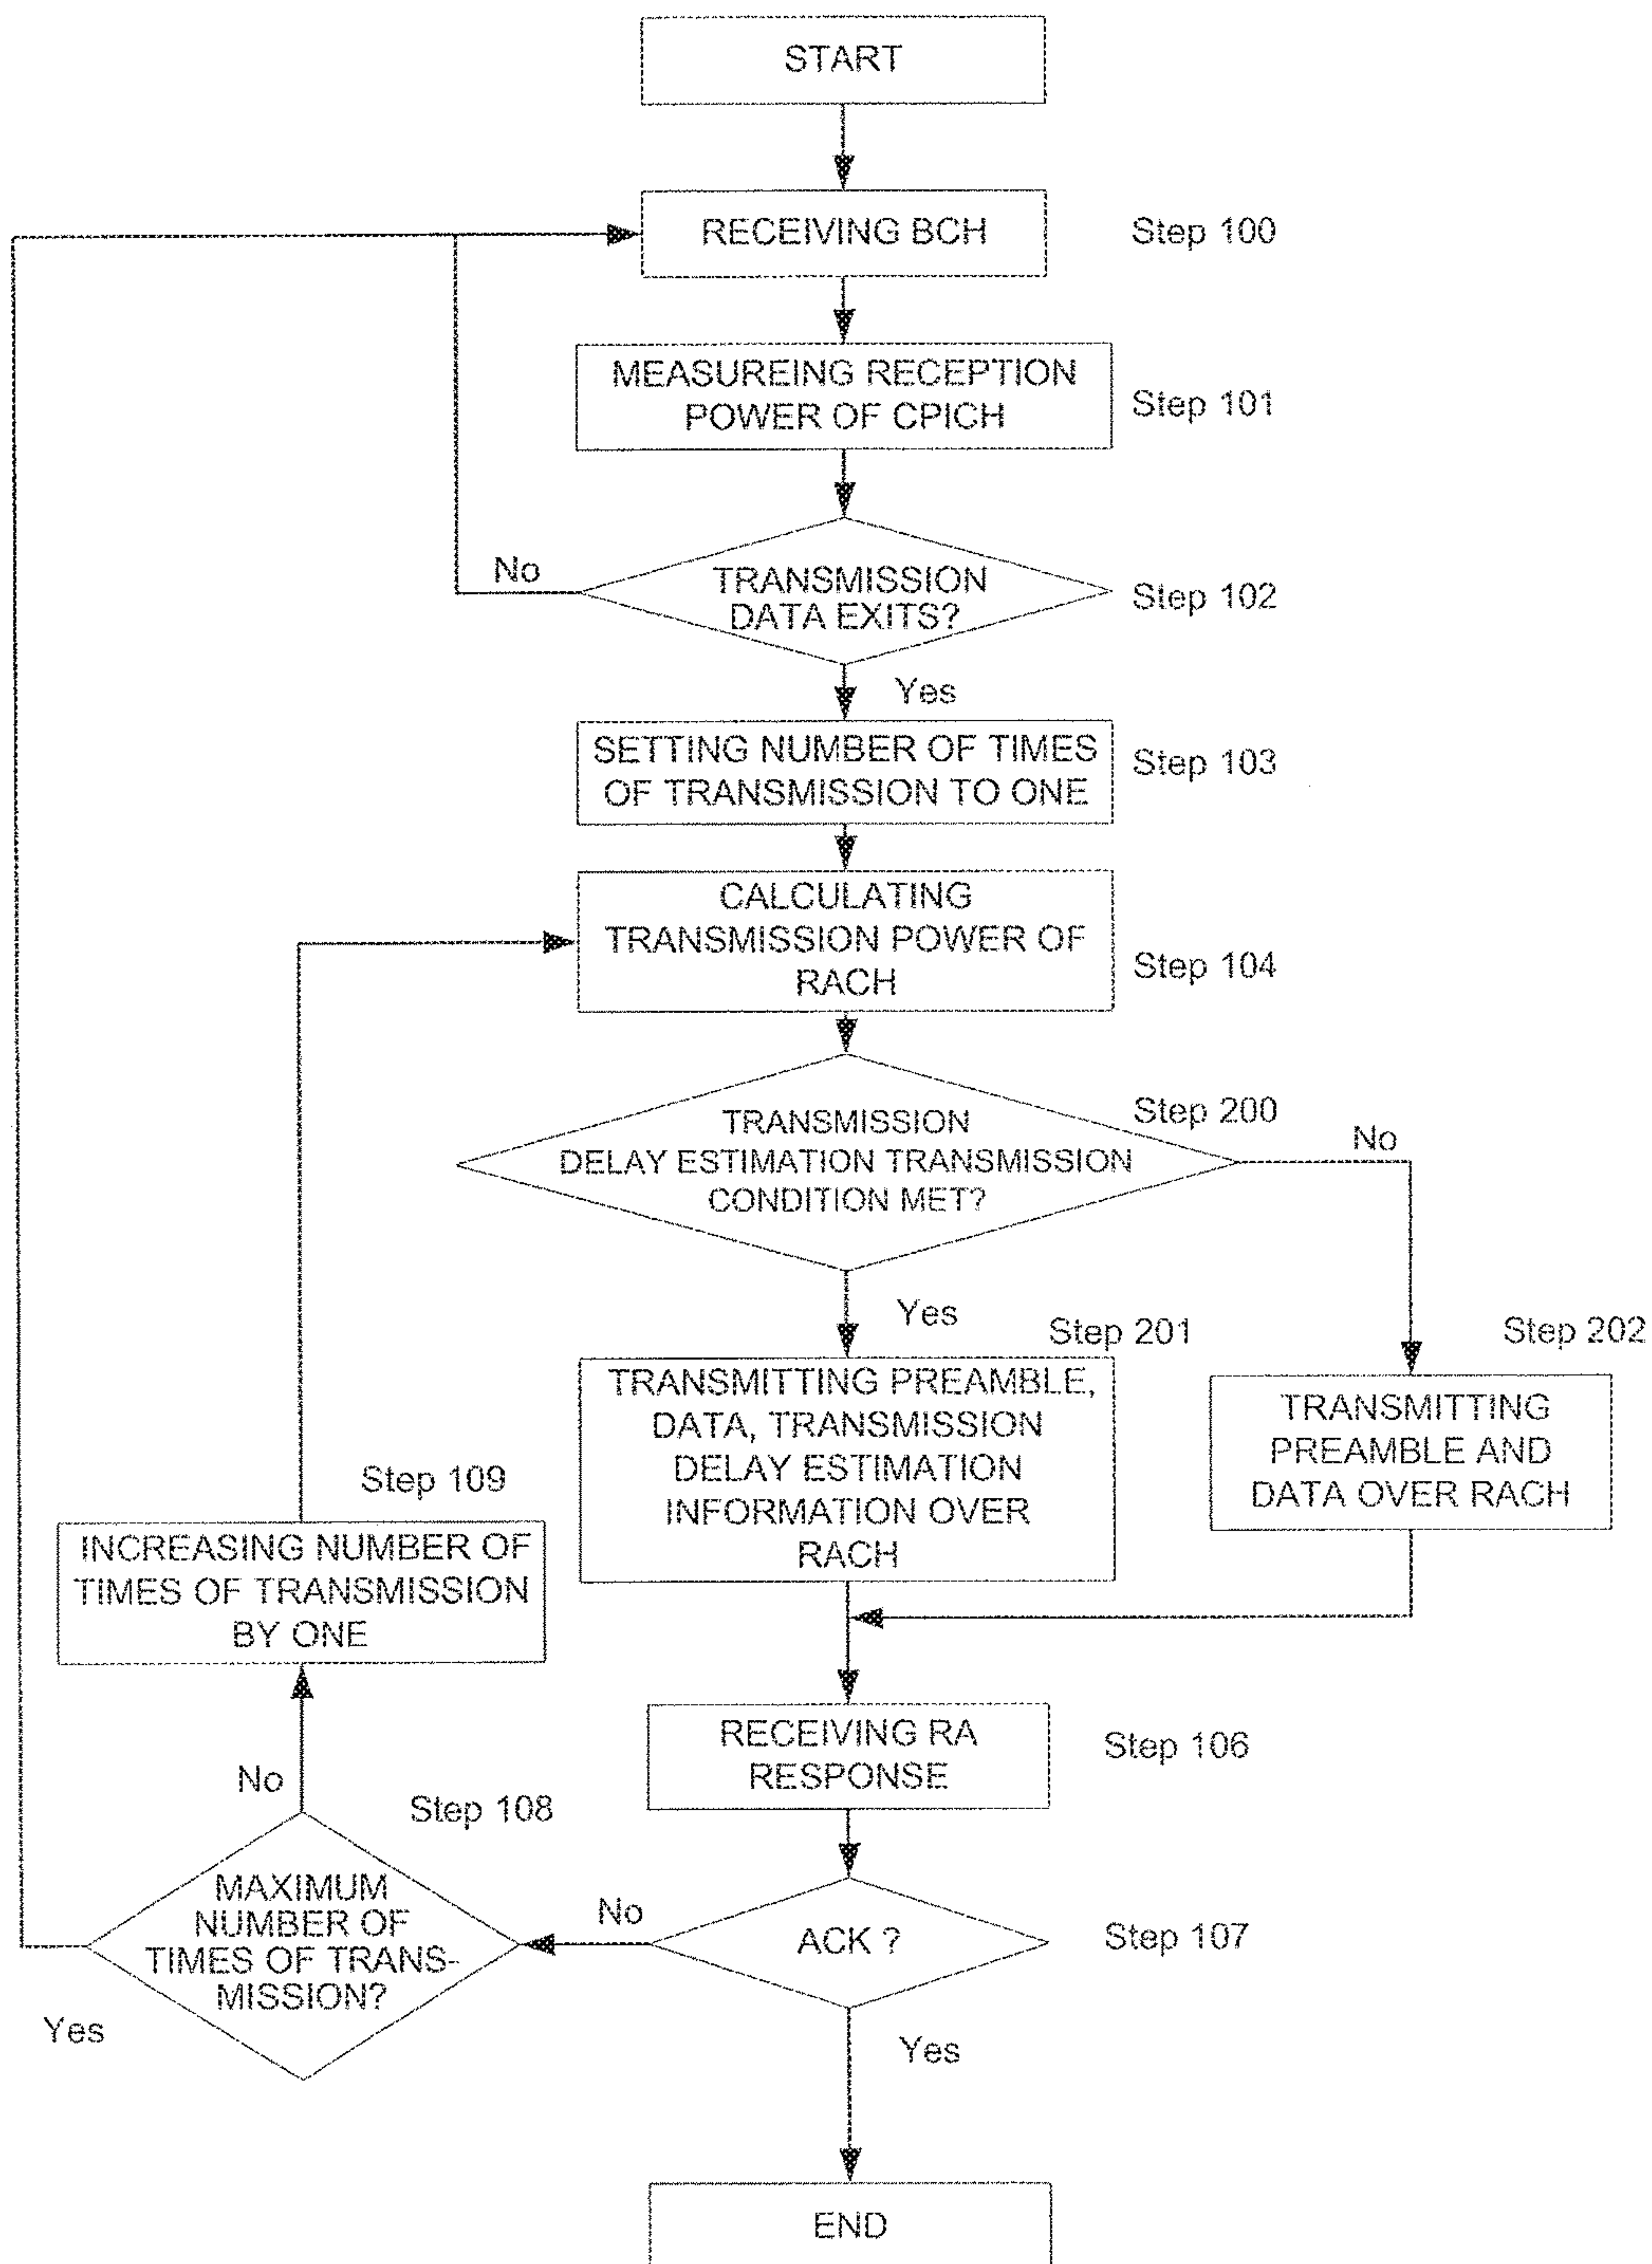 START
RECEIVING BCH
Step 100
MEASUREING RECEPTION
POWER OF CPICH
Step 101
No
TRANSMISSION
DATA EXITS?
Step 102
Yes
SETTING NUMBER OF TIMES
OF TRANSMISSION TO ONE
Step 103
CALCULATING
TRANSMISSION POWER OF
RACH
Step 104
TRANSMISSION
DELAY ESTIMATION TRANSMISSION
CONDITION MET?
Step 200
No
Yes
Step 201
TRANSMITTING PREAMBLE,
DATA, TRANSMISSION
DELAY ESTIMATION
INFORMATION OVER
RACH
Step 202
TRANSMITTING
PREAMBLE AND
DATA OVER RACH
Step 109
INCREASING NUMBER OF
TIMES OF TRANSMISSION
BY ONE
RECEIVING RA
RESPONSE
Step 106
No
Step 108
MAXIMUM
NUMBER OF
TIMES OF TRANS-
MISSION?
No
ACK ?
Step 107
Yes
Yes
END